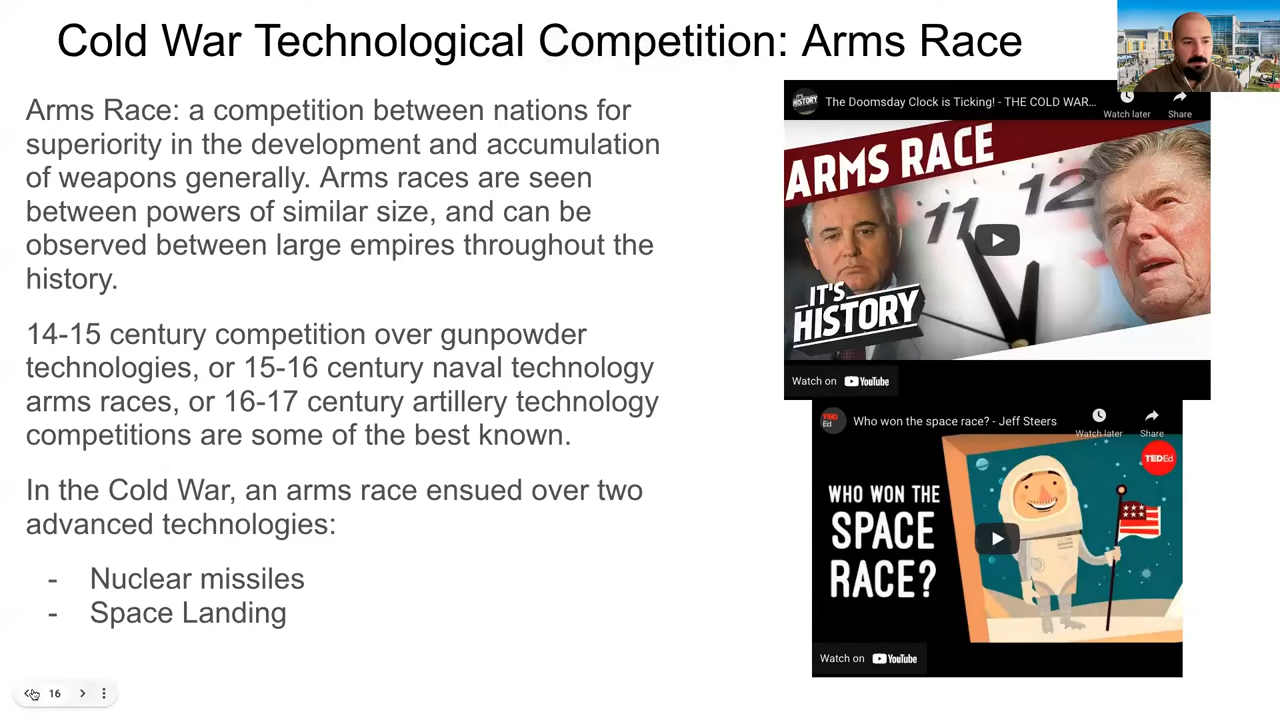 Cold War Technological Competition: Arms Race
Arms Race: a competition between nations for
superiority in the development and accumulation
of weapons generally. Arms races are seen
between powers of similar size, and can be
observed between large empires throughout the
history.
14-15 century competition over gunpowder
technologies, or 15-16 century naval technology
arms races, or 16-17 century artillery technology
competitions are some of the best known.
In the Cold War, an arms race ensued over two
advanced technologies:
- Nuclear missiles
- Space Landing
IT'S
HISTORY
The Doomsday Clock is Ticking! - THE COLD WAR...
Watch later
Share
ARMS RACE
11
12
IT'S
HISTORY
Watch on YouTube
TED
Ed
Who won the space race? - Jeff Steers
Watch later
Share
TEDEd
WHO WON THE
SPACE
RACE?
Watch on YouTube
16